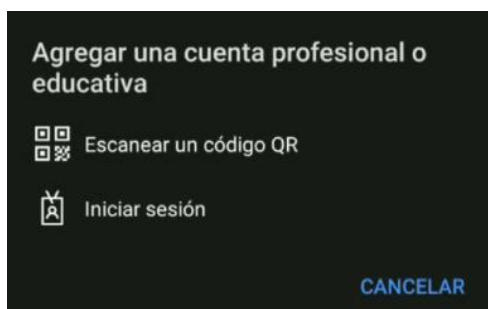 Agregar una cuenta profesional o
educativa
Escanear un código QR
Iniciar sesión
CANCELAR